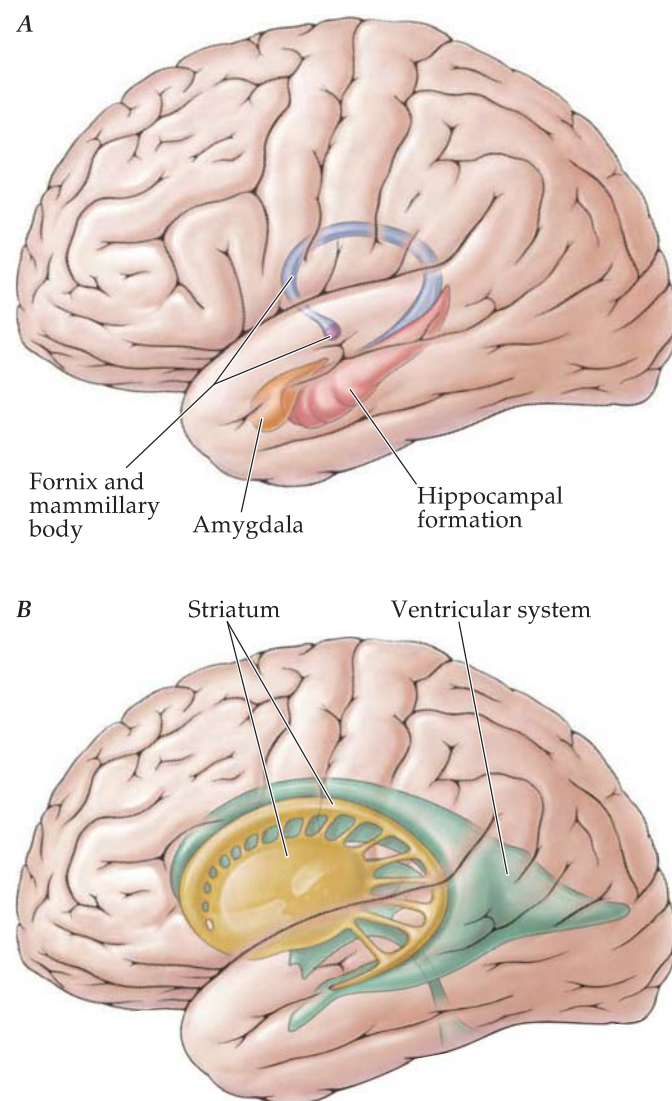 A
Fornix and
mammillary
body
Amygdala
Hippocampal
formation
B
Striatum
Ventricular system